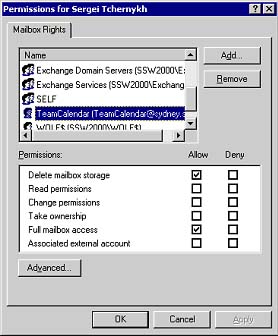 Permissions for Sergei Tchernykh
Mailbox Rights
Name
Exchange Domain Servers (SSW2000\E
Exchange Services (SSW2000\Exchang
SELF
TeamCalendar (TeamCalendar@sydney.s
WOLF$ (SSW2000\WOLF$)
Add...
Remove
Permissions: Allow Deny
Delete mailbox storage
Read permissions
Change permissions
Take ownership
Full mailbox access
Associated external account
Advanced...
OK Cancel Apply